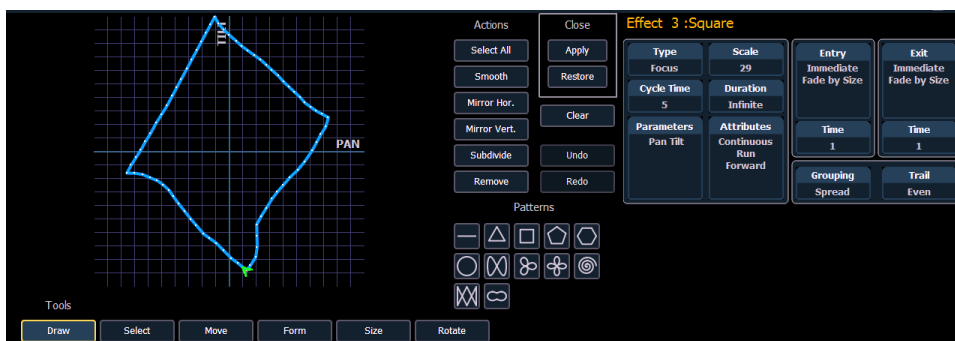 TILT
PAN
Tools
Draw
Select
Move
Form
Size
Rotate
Actions
Select All
Smooth
Mirror Hor.
Mirror Vert.
Subdivide
Remove
Close
Apply
Restore
Clear
Undo
Redo
Patterns
Effect 3 :Square
Type
Focus
Scale
29
Cycle Time
5
Duration
Infinite
Parameters
Pan Tilt
Attributes
Continuous
Run
Forward
Entry
Immediate
Fade by Size
Time
1
Exit
Immediate
Fade by Size
Time
1
Grouping
Spread
Trail
Even